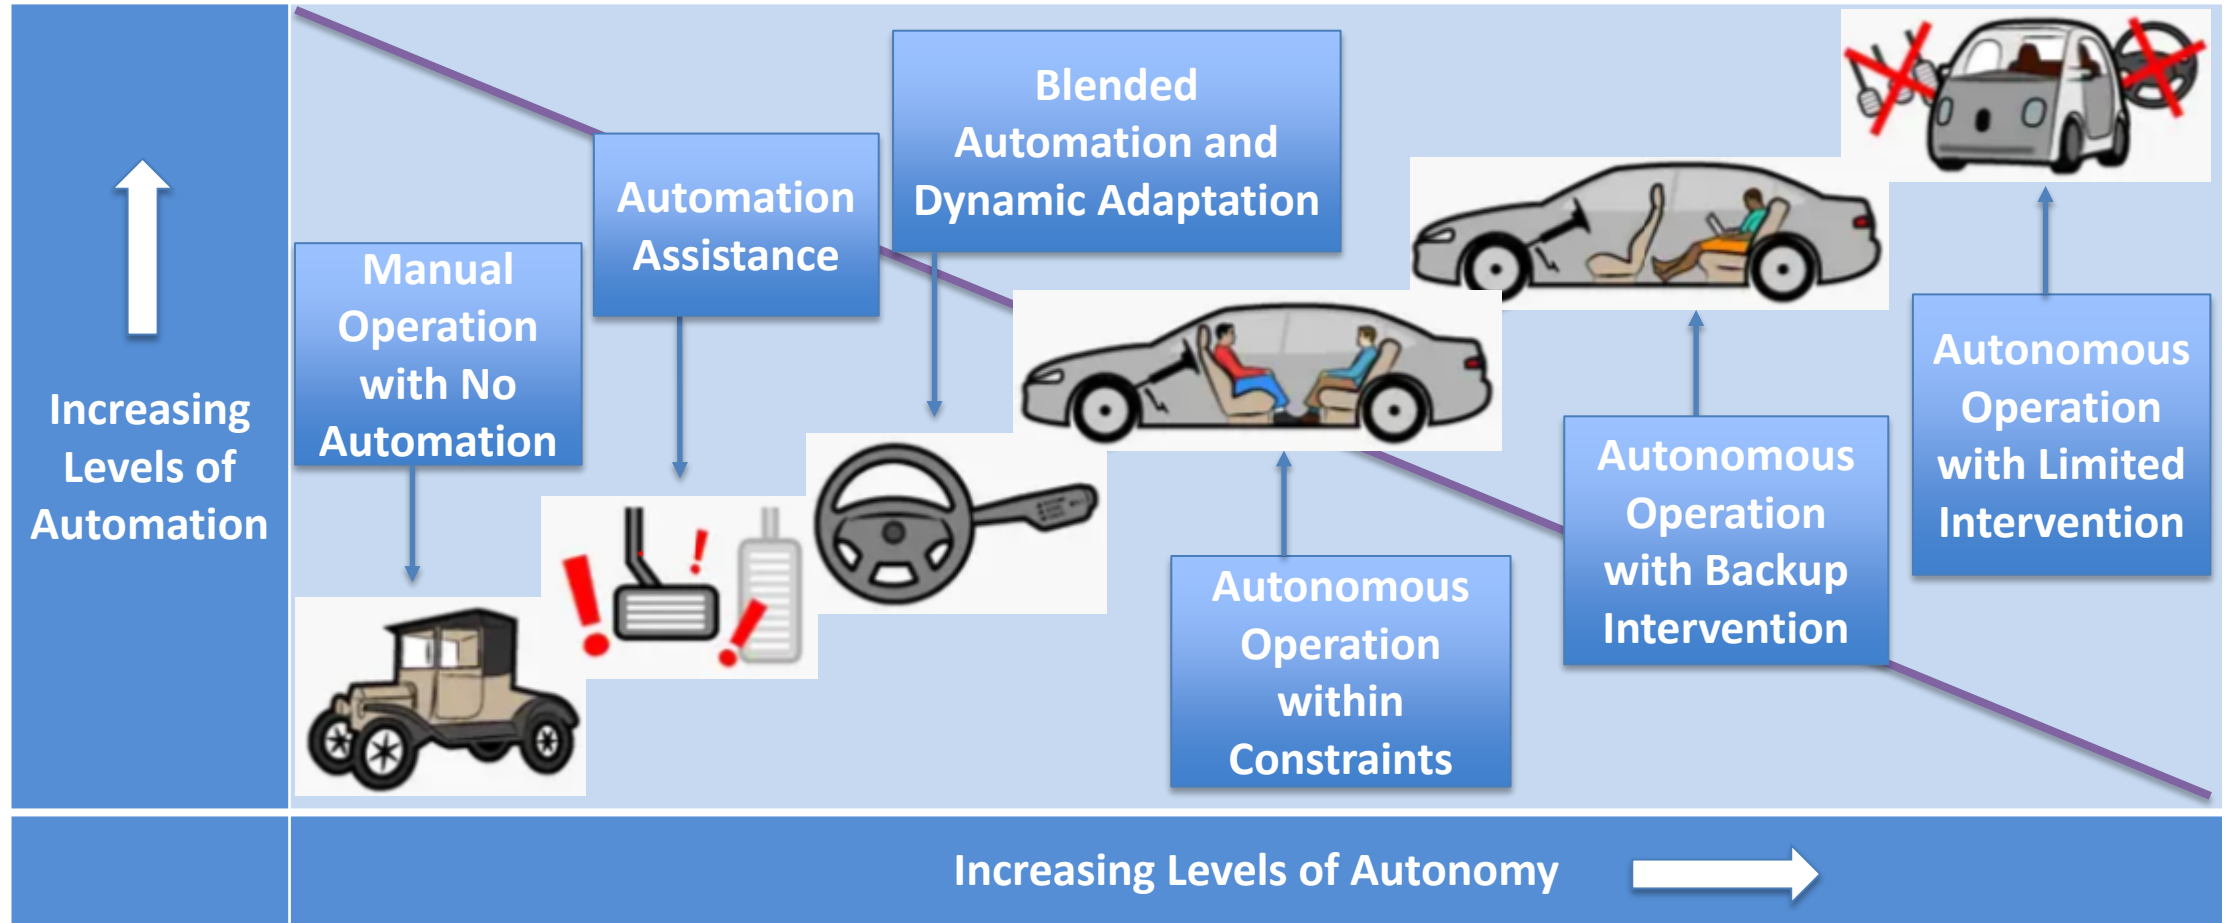 Increasing
Levels of
Automation
Manual
Operation
with No
Automation
Automation
Assistance
Blended
Automation and
Dynamic Adaptation
Autonomous
Operation
within
Constraints
Autonomous
Operation
with Backup
Intervention
Autonomous
Operation
with Limited
Intervention
Increasing Levels of Autonomy